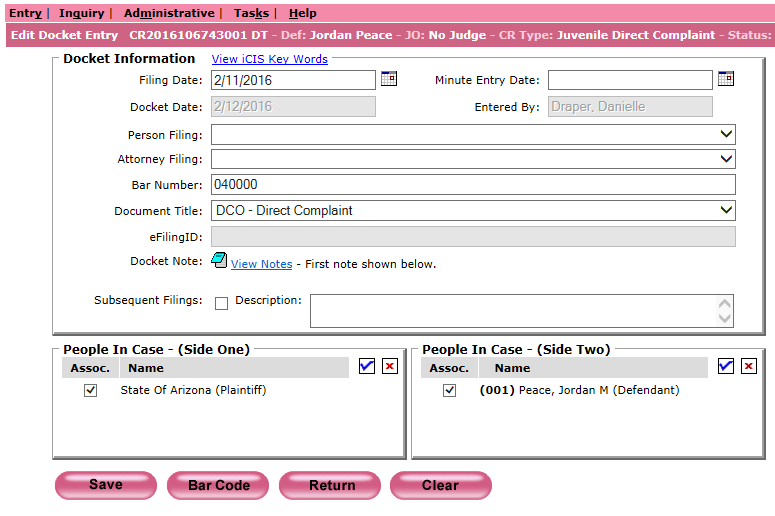 Entry | Inquiry | Administrative | Tasks | Help
Edit Docket Entry CR2016106743001 DT - Def: Jordan Peace - JO: No Judge - CR Type: Juvenile Direct Complaint - Status:
Docket Information View iCIS Key Words
Filing Date: 2/11/2016 Minute Entry Date:
Docket Date: 2/12/2016 Entered By: Draper, Danielle
Person Filing:
Attorney Filing:
Bar Number: 040000
Document Title: DCO - Direct Complaint
eFilingID:
Docket Note: View Notes - First note shown below.
Subsequent Filings: Description:
People In Case - (Side One) People In Case - (Side Two)
Assoc. Name Assoc. Name
State Of Arizona (Plaintiff) (001) Peace, Jordan M (Defendant)
Save Bar Code Return Clear